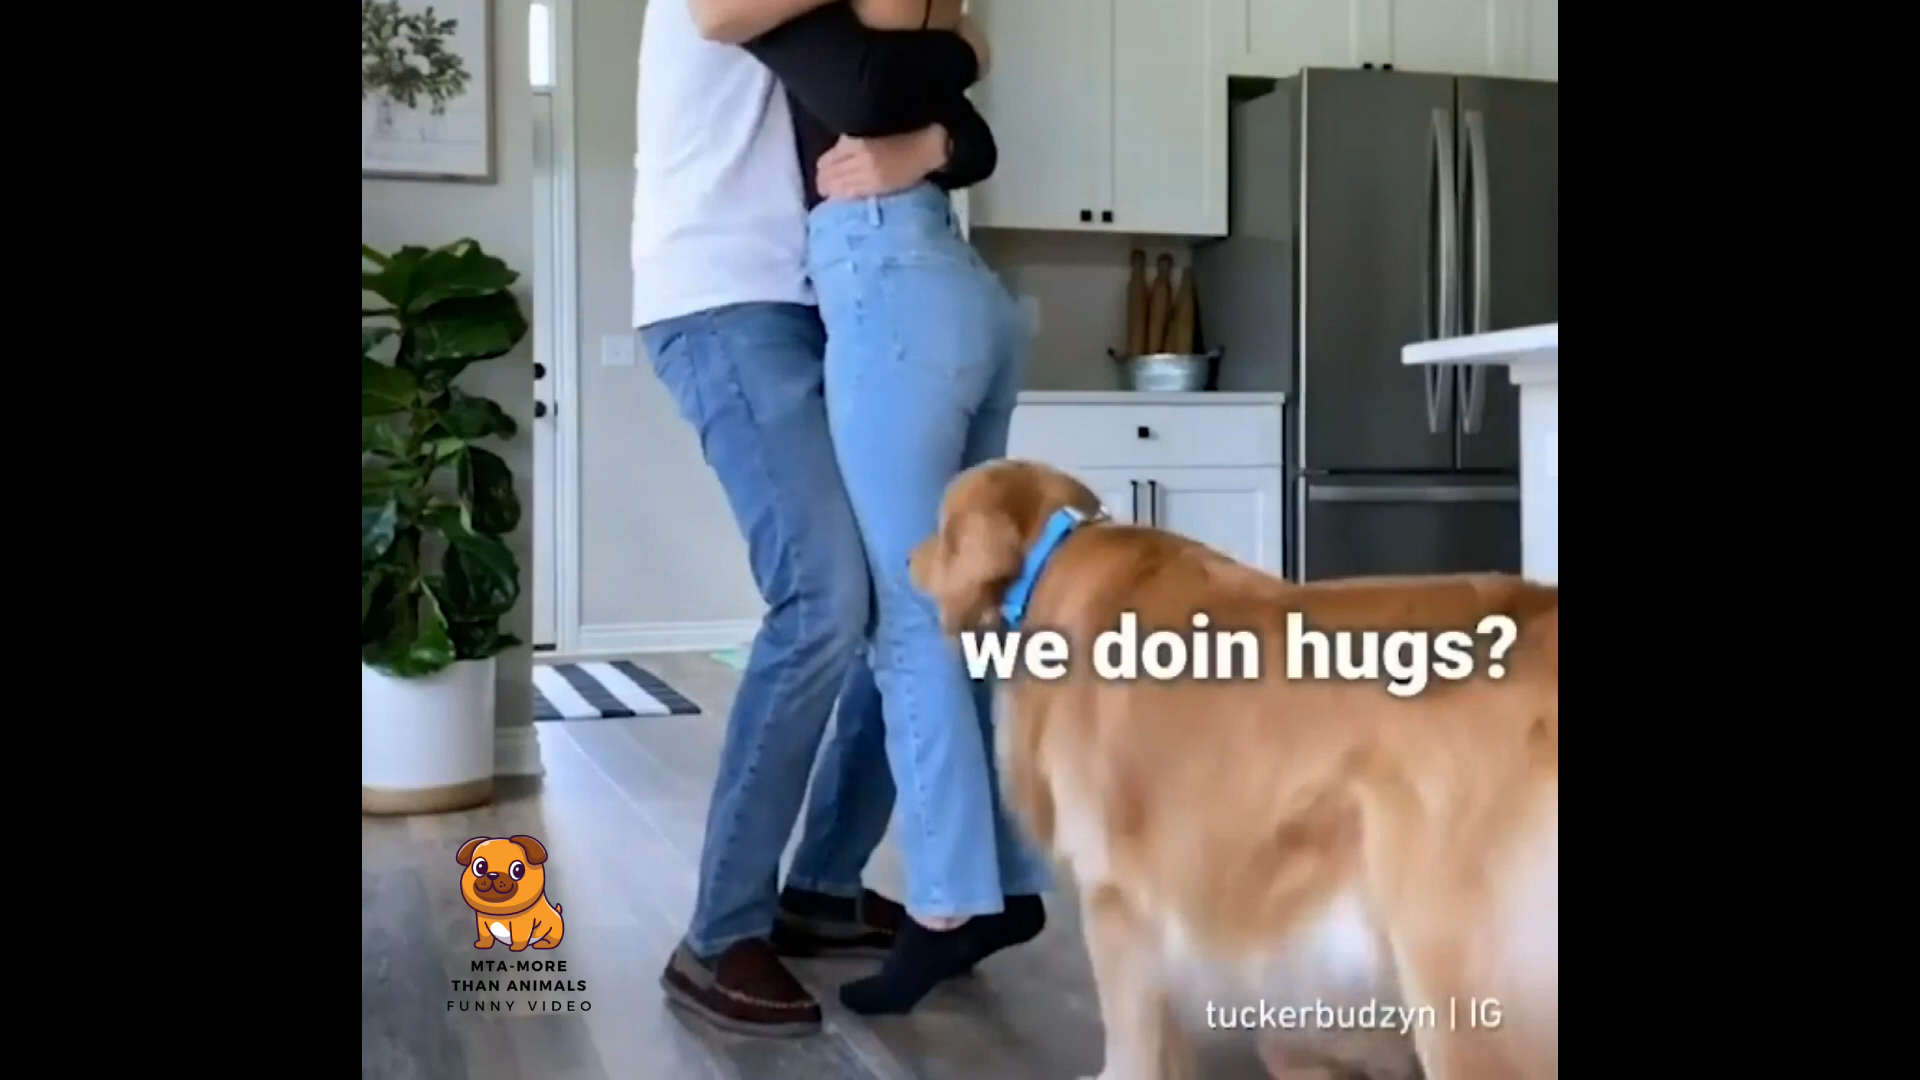 we doin hugs?
MTA-MORE
THAN ANIMALS
FUNNY VIDEO
tuckerbudzyn | IG